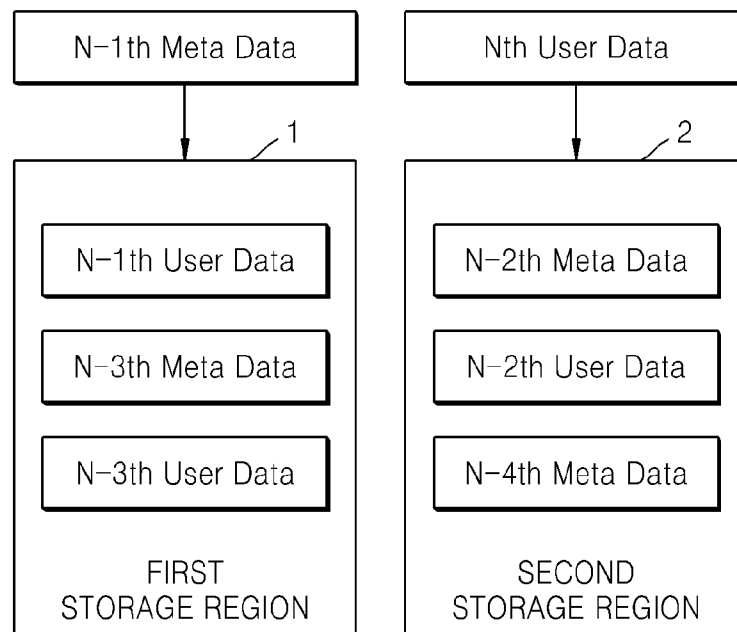 N-1th Meta Data
Nth User Data
1
2
N-1th User Data
N-2th Meta Data
N-3th Meta Data
N-2th User Data
N-3th User Data
N-4th Meta Data
FIRST
STORAGE REGION
SECOND
STORAGE REGION